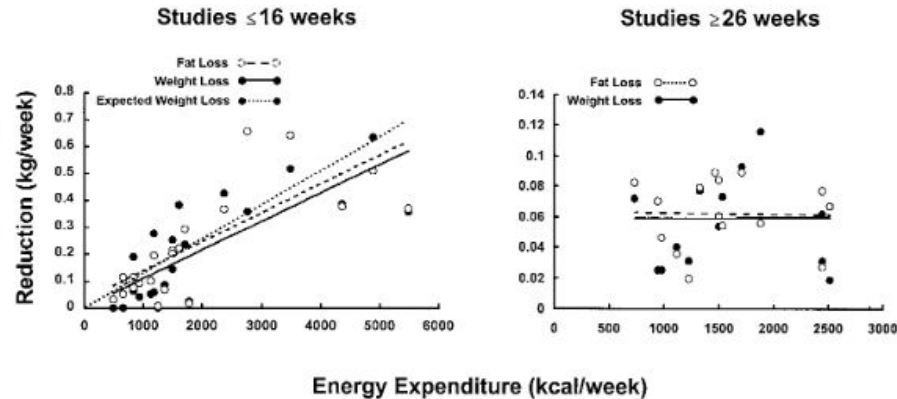 Studies ≤16 weeks
Studies ≥26 weeks
Fat Loss
Weight Loss
Expected Weight Loss
0.8
0.7
0.6
0.5
0.4
0.3
0.2
0.1
0
0 1000 2000 3000 4000 5000 6000
Reduction (kg/week)
Fat Loss
Weight Loss
0.14
0.12
0.1
0.08
0.06
0.04
0.02
0
0 500 1000 1500 2000 2500 3000
Energy Expenditure (kcal/week)